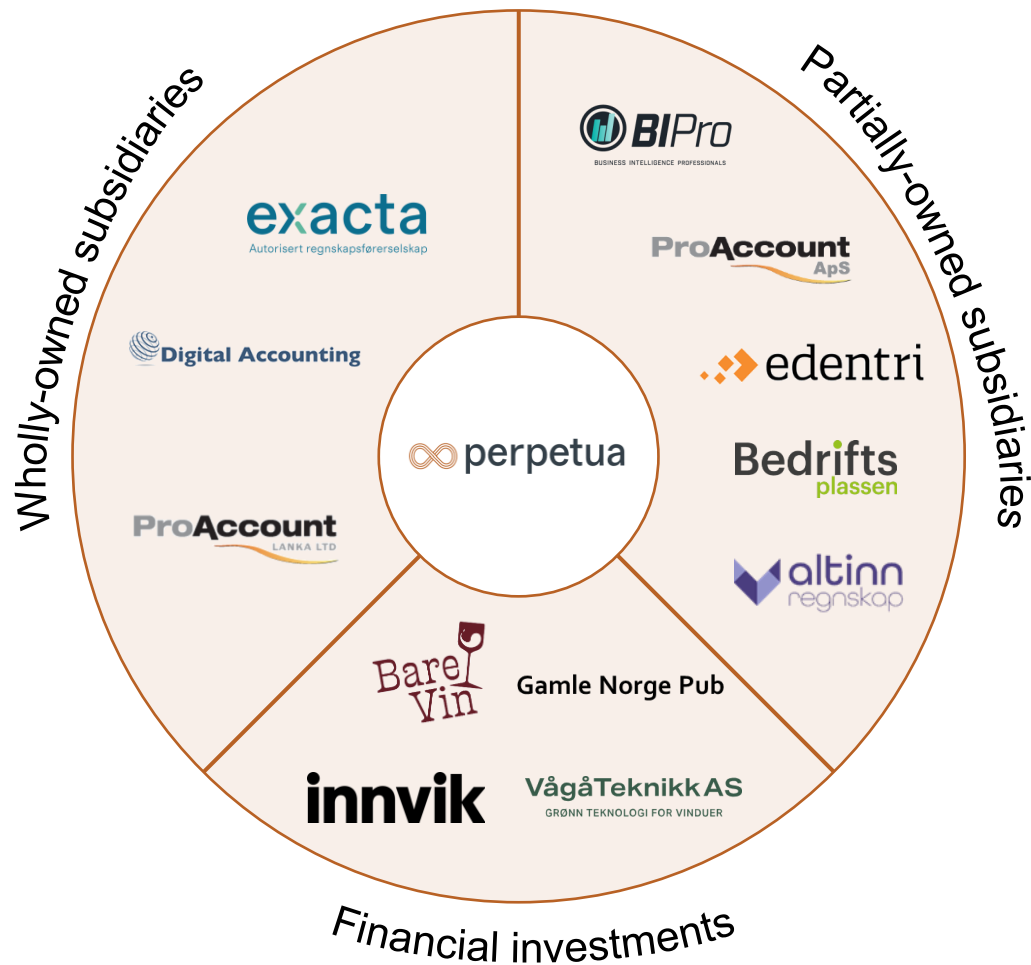 Wholly-owned subsidiaries
exacta
Autorisert regnskapsførerselskap
Digital Accounting
ProAccount
LANKA LTD
Partially-owned subsidiaries
BIPro
BUSINESS INTELLIGENCE PROFESSIONALS
ProAccount
ApS
edentri
Bedrifts
plassen
altinn
regnskap
perpetua
Bare
Vin
Gamle Norge Pub
innvik
VågåTeknikk AS
GRØNN TEKNOLOGI FOR VINDUER
Financial investments